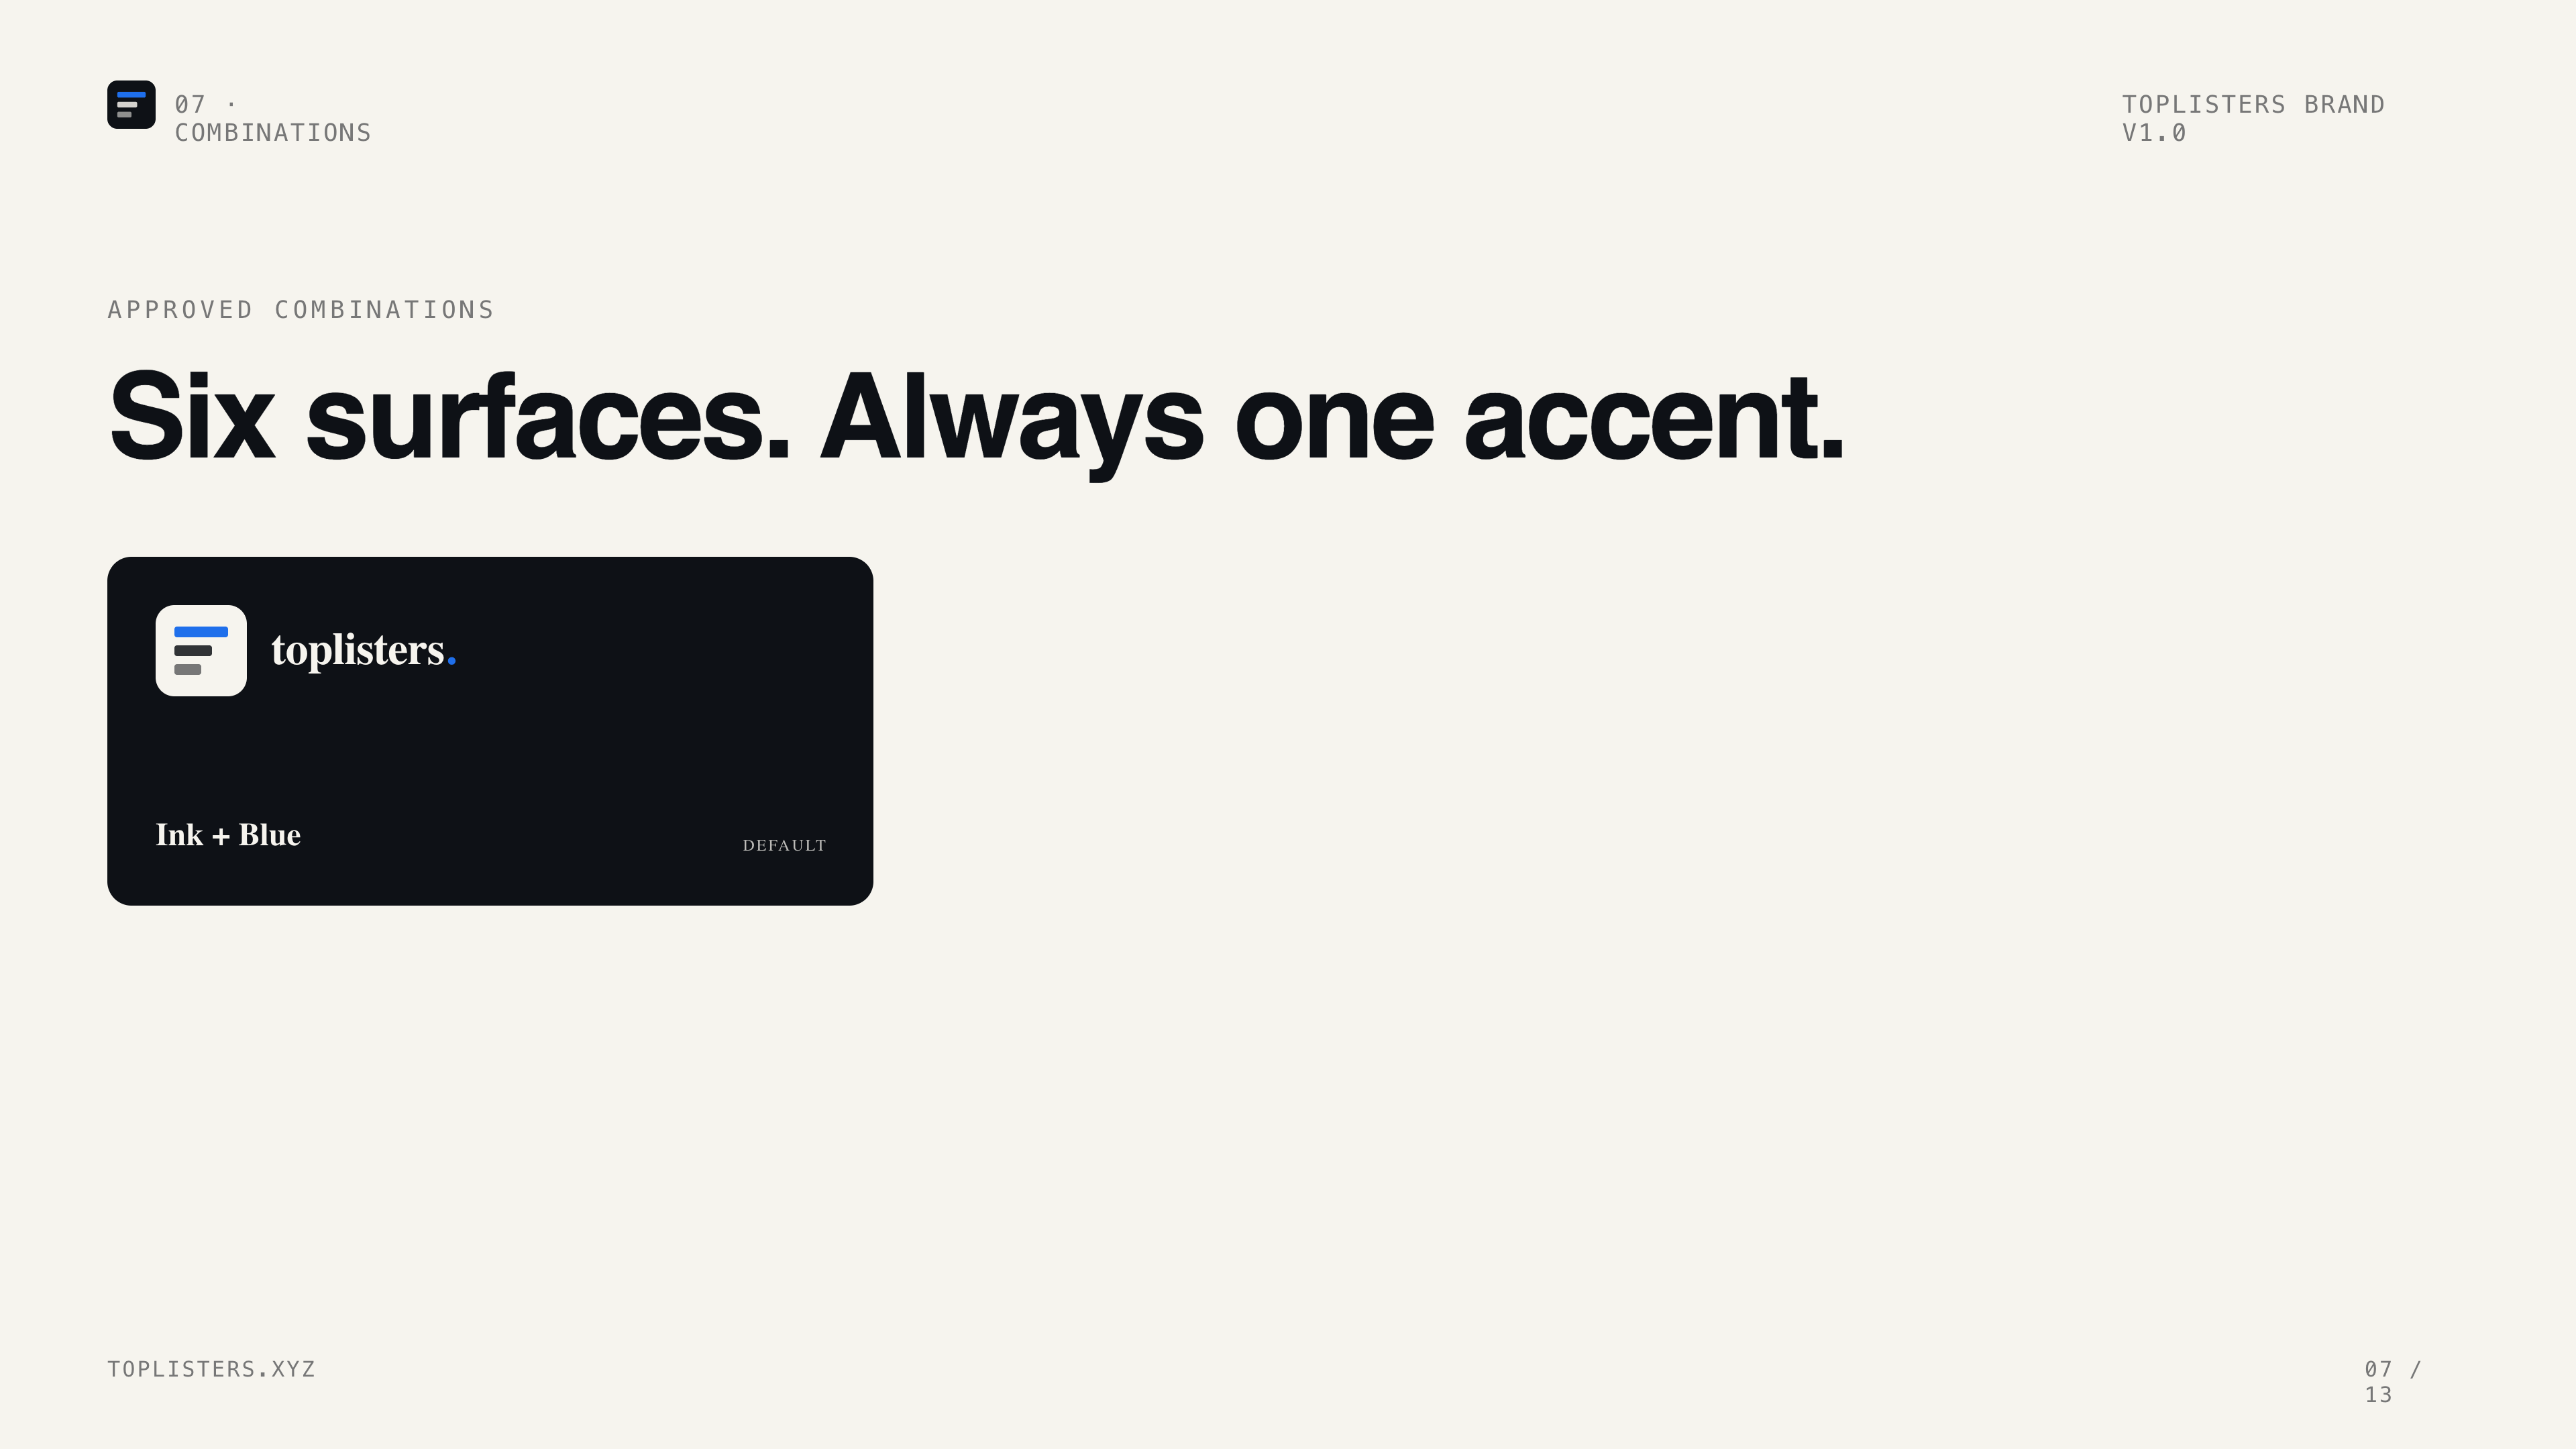 07 ·
COMBINATIONS
TOPLISTERS BRAND
V1.0
APPROVED COMBINATIONS
Six surfaces. Always one accent.
toplisters.
Ink + Blue
DEFAULT
TOPLISTERS.XYZ
07 /
13